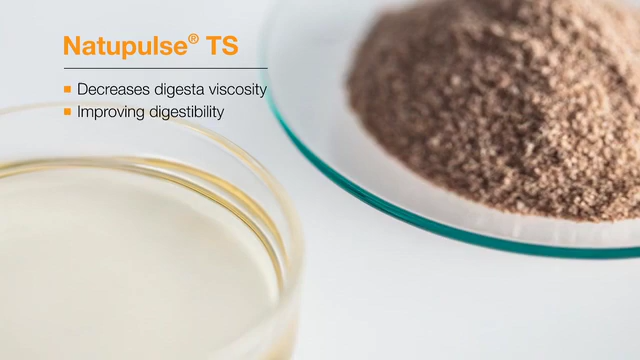 Natupulse® TS
Decreases digesta viscosity
Improving digestibility